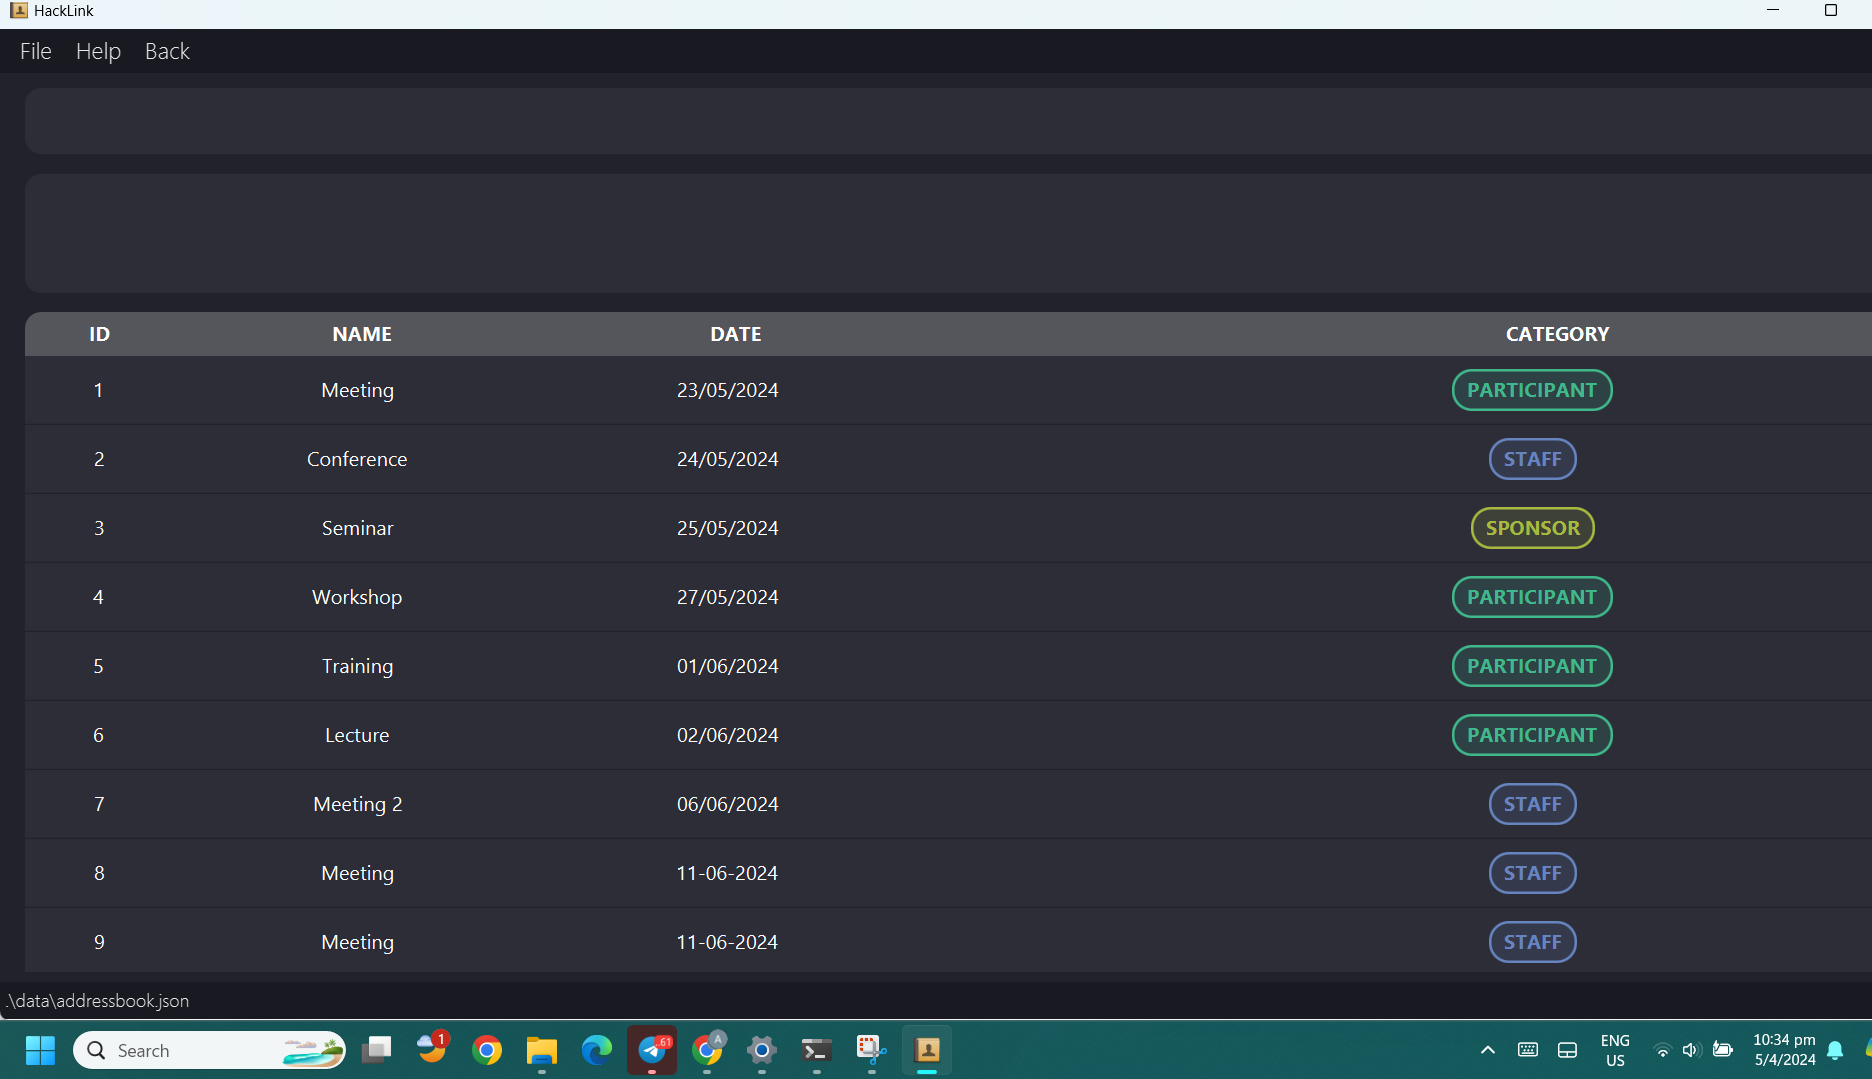 HackLink
File Help Back
ID NAME DATE CATEGORY
1 Meeting 23/05/2024 PARTICIPANT
2 Conference 24/05/2024 STAFF
3 Seminar 25/05/2024 SPONSOR
4 Workshop 27/05/2024 PARTICIPANT
5 Training 01/06/2024 PARTICIPANT
6 Lecture 02/06/2024 PARTICIPANT
7 Meeting 2 06/06/2024 STAFF
8 Meeting 11-06-2024 STAFF
9 Meeting 11-06-2024 STAFF
.\data\addressbook.json
Search 1 .61 A ENG 10:34 pm
US 5/4/2024